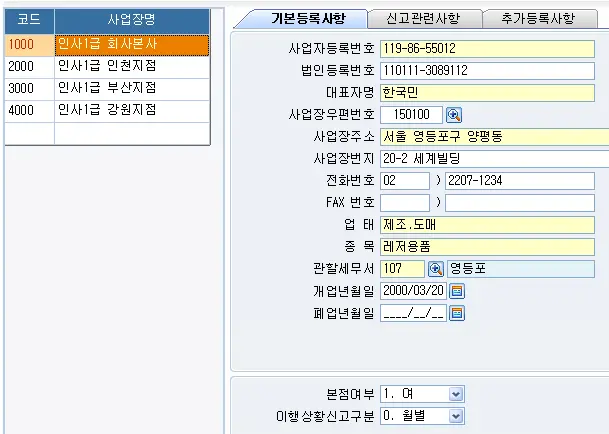 코드 사업장명
1000 인사1급 회사본사
2000 인사1급 인천지점
3000 인사1급 부산지점
4000 인사1급 강원지점
기본등록사항 신고관련사항 추가등록사항
사업자등록번호 119-86-55012
법인등록번호 110111-3089112
대표자명 한국민
사업장우편번호 150100
사업장주소 서울 영등포구 양평동
사업장번지 20-2 세계빌딩
전화번호 02 ) 2207-1234
FAX 번호 )
업 태 제조,도매
종 목 레저용품
관할세무서 107 영등포
개업년월일 2000/03/20
폐업년월일 ____/__/__
본점여부 1. 여
이행상황신고구분 0. 월별